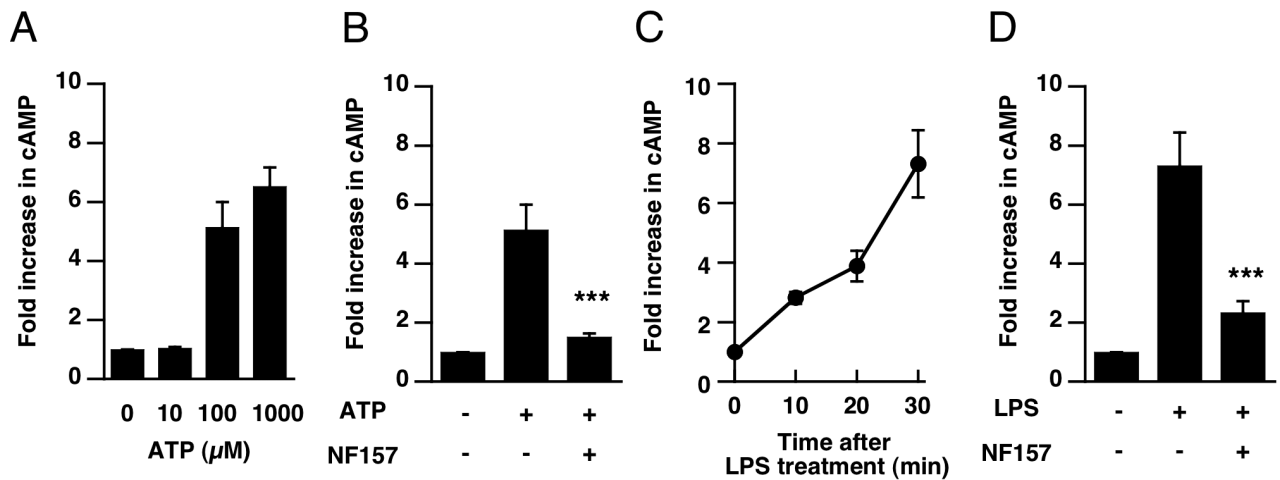 A
Fold increase in cAMP
10
8
6
4
2
0
0 10 100 1000
ATP (µM)
B
Fold increase in cAMP
10
8
6
4
2
0
***
ATP - + +
NF157 - - +
C
Fold increase in cAMP
10
8
6
4
2
0
0 10 20 30
Time after
LPS treatment (min)
D
Fold increase in cAMP
10
8
6
4
2
0
***
LPS - + +
NF157 - - +